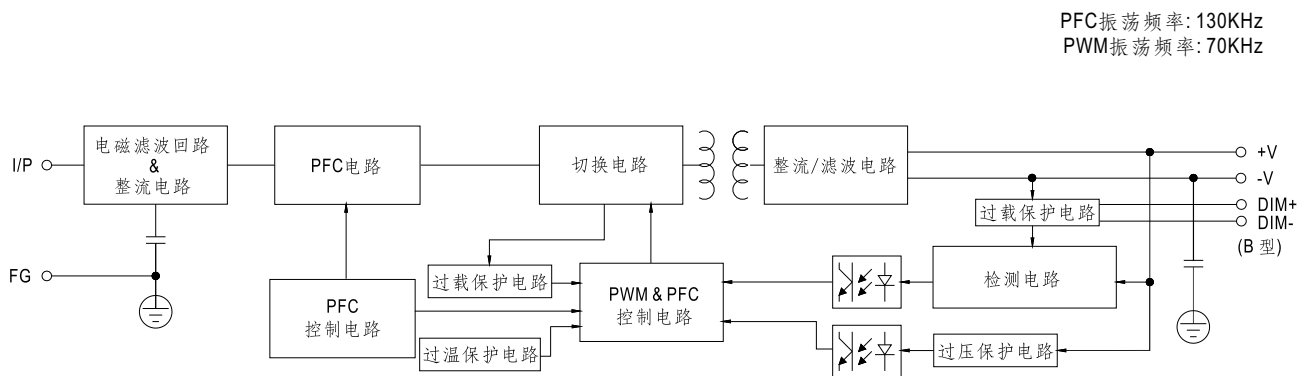 PFC振荡频率: 130KHz
PWM振荡频率: 70KHz
I/P
电磁滤波回路
&
整流电路
PFC电路
切换电路
整流/滤波电路
+V
-V
过载保护电路
DIM+
DIM-
(B 型)
FG
过载保护电路
PFC
控制电路
PWM & PFC
控制电路
检测电路
过温保护电路
过压保护电路